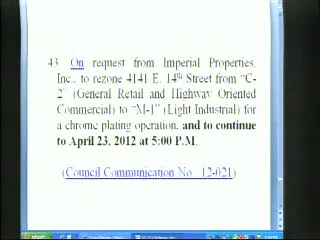 43 On request from Imperial Properties,
Inc., to rezone 4141 E. 14th Street from "C-
2" (General Retail and Highway Oriented
Commercial) to "M-1" (Light Industrial) for
a chrome plating operation, and to continue
to April 23, 2012 at 5:00 P.M.
(Council Communication No. 12-021)
start